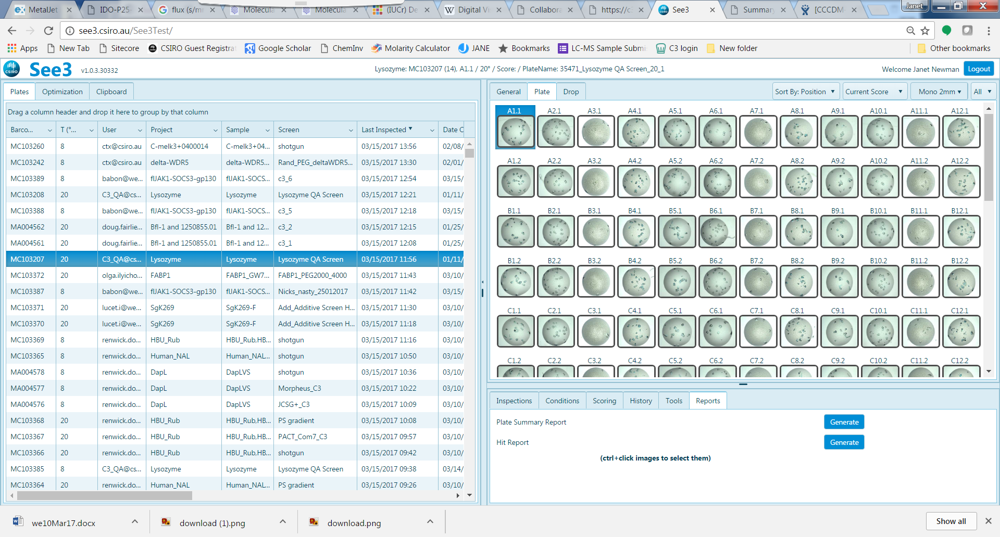 MetalJet
IDO-P25-
flux (s/m
Molecula
Molecula
(IUCr) De
Digital Vi
Collabora
https://c
See3
Summary
[CCCDM-
Janet
see3.csiro.au/See3Test/
Apps New Tab Sitecore CSIRO Guest Registrat Google Scholar ChemInv Molarity Calculator JANE Bookmarks LC-MS Sample Submi C3 login New folder Other bookmarks
CSIRO See3 v1.0.3.30332 Lysozyme: MC103207 (14), A1.1 / 20° / Score: / PlateName: 35471_Lysozyme QA Screen_20_1 Welcome Janet Newman Logout
Plates Optimization Clipboard
Drag a column header and drop it here to group by that column
Barco... T (°... User Project Sample Screen Last Inspected Date C
MC103260 8 ctx@csiro.au C-melk3+0400014 C-melk3+04... shotgun 03/15/2017 13:56 02/08/
MC103242 8 ctx@csiro.au delta-WDR5 delta-WDR5... Rand_PEG_deltaWDR5... 03/15/2017 13:30 02/01/
MC103389 8 babon@we... flJAK1-SOCS3-gp130 flJAK1-SOCS... c3_6 03/15/2017 12:54 03/15/
MC103208 20 C3_QA@cs... Lysozyme Lysozyme Lysozyme QA Screen 03/15/2017 12:21 01/11/
MC103388 8 babon@we... flJAK1-SOCS3-gp130 flJAK1-SOCS... c3_5 03/15/2017 12:18 03/15/
MA004562 20 doug.fairlie... Bfl-1 and 1250855.01 Bfl-1 and 12... c3_2 03/15/2017 12:15 01/25/
MA004561 20 doug.fairlie... Bfl-1 and 1250855.01 Bfl-1 and 12... c3_1 03/15/2017 12:08 01/25/
MC103207 20 C3_QA@cs... Lysozyme Lysozyme Lysozyme QA Screen 03/15/2017 11:56 01/11/
MC103372 20 olga.ilyicho... FABP1 FABP1_GW7... FABP1_PEG2000_4000 03/15/2017 11:43 03/10/
MC103387 8 babon@we... flJAK1-SOCS3-gp130 flJAK1-SOCS... Nicks_nasty_25012017 03/15/2017 11:42 03/15/
MC103371 20 lucet.i@we... SgK269 SgK269-F Add_Additive Screen H... 03/15/2017 11:30 03/10/
MC103370 20 lucet.i@we... SgK269 SgK269-F Add_Additive Screen H... 03/15/2017 11:18 03/10/
MC103369 8 renwick.do... HBU_Rub HBU_Rub,HB... shotgun 03/15/2017 11:16 03/10/
MC103365 8 renwick.do... Human_NAL Human_NAL... shotgun 03/15/2017 10:50 03/10/
MA004578 8 renwick.do... DapL DapLVS shotgun 03/15/2017 10:36 03/10/
MA004577 8 renwick.do... DapL DapLVS Morpheus_C3 03/15/2017 10:22 03/10/
MA004576 8 renwick.do... DapL DapLVS JCSG+_C3 03/15/2017 10:09 03/10/
MC103368 20 renwick.do... HBU_Rub HBU_Rub,HB... PS gradient 03/15/2017 10:08 03/10/
MC103367 20 renwick.do... HBU_Rub HBU_Rub,HB... PACT_Com7_C3 03/15/2017 09:57 03/10/
MC103366 20 renwick.do... HBU_Rub HBU_Rub,HB... shotgun 03/15/2017 09:42 03/10/
MC103385 8 C3_QA@cs... Lysozyme Lysozyme Lysozyme QA Screen 03/15/2017 09:38 03/14/
MC103364 20 renwick.do... Human_NAL Human_NAL... PS gradient 03/15/2017 09:26 03/10/
General Plate Drop Sort By: Position Current Score Mono 2mm All
A1.1 A2.1 A3.1 A4.1 A5.1 A6.1 A7.1 A8.1 A9.1 A10.1 A11.1 A12.1
A1.2 A2.2 A3.2 A4.2 A5.2 A6.2 A7.2 A8.2 A9.2 A10.2 A11.2 A12.2
B1.1 B2.1 B3.1 B4.1 B5.1 B6.1 B7.1 B8.1 B9.1 B10.1 B11.1 B12.1
B1.2 B2.2 B3.2 B4.2 B5.2 B6.2 B7.2 B8.2 B9.2 B10.2 B11.2 B12.2
C1.1 C2.1 C3.1 C4.1 C5.1 C6.1 C7.1 C8.1 C9.1 C10.1 C11.1 C12.1
C1.2 C2.2 C3.2 C4.2 C5.2 C6.2 C7.2 C8.2 C9.2 C10.2 C11.2 C12.2
Inspections Conditions Scoring History Tools Reports
Plate Summary Report Generate
Hit Report Generate
(ctrl+click images to select them)
we10Mar17.docx download (1).png download.png Show all